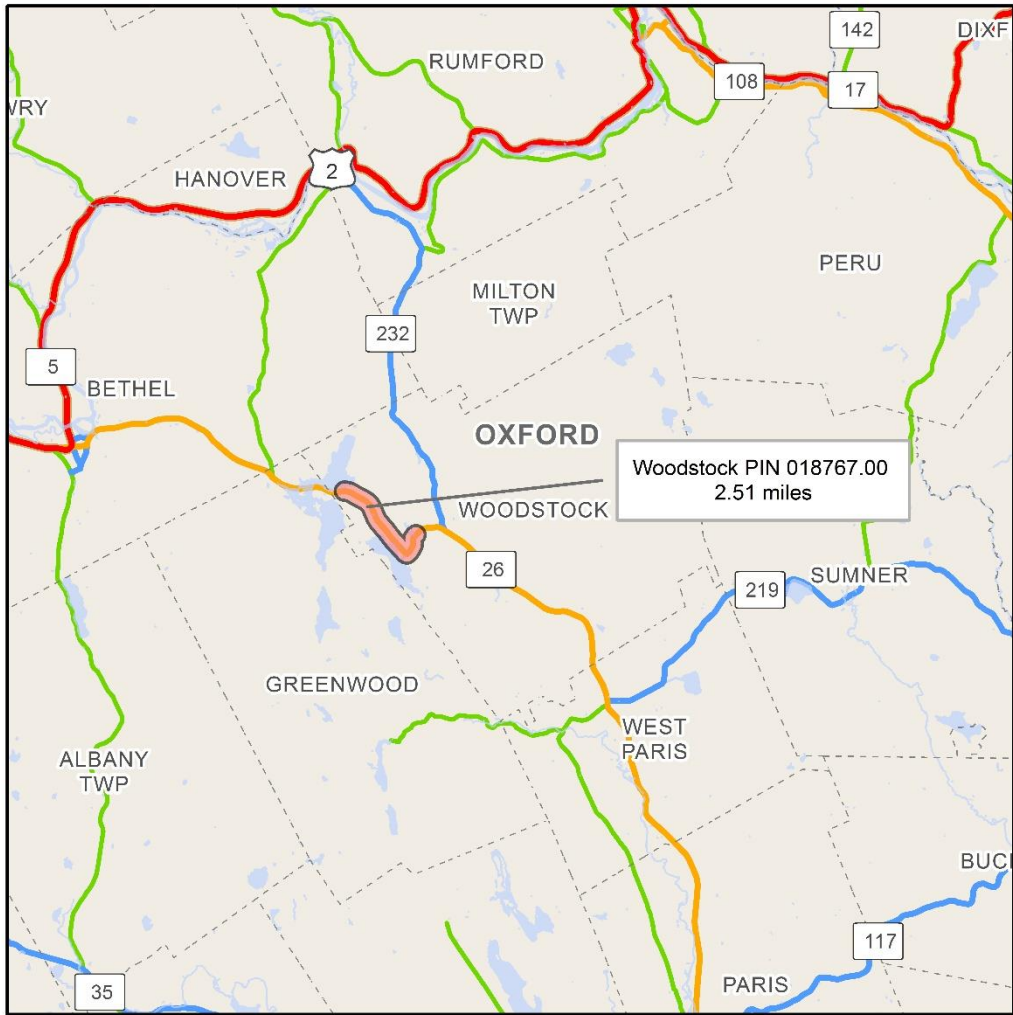 142
DIXF
RUMFORD
108
17
WRY
2
HANOVER
PERU
MILTON
TWP
232
5
BETHEL
OXFORD
Woodstock PIN 018767.00
2.51 miles
WOODSTOCK
26
SUMNER
219
GREENWOOD
WEST
PARIS
ALBANY
TWP
BUC
117
PARIS
35